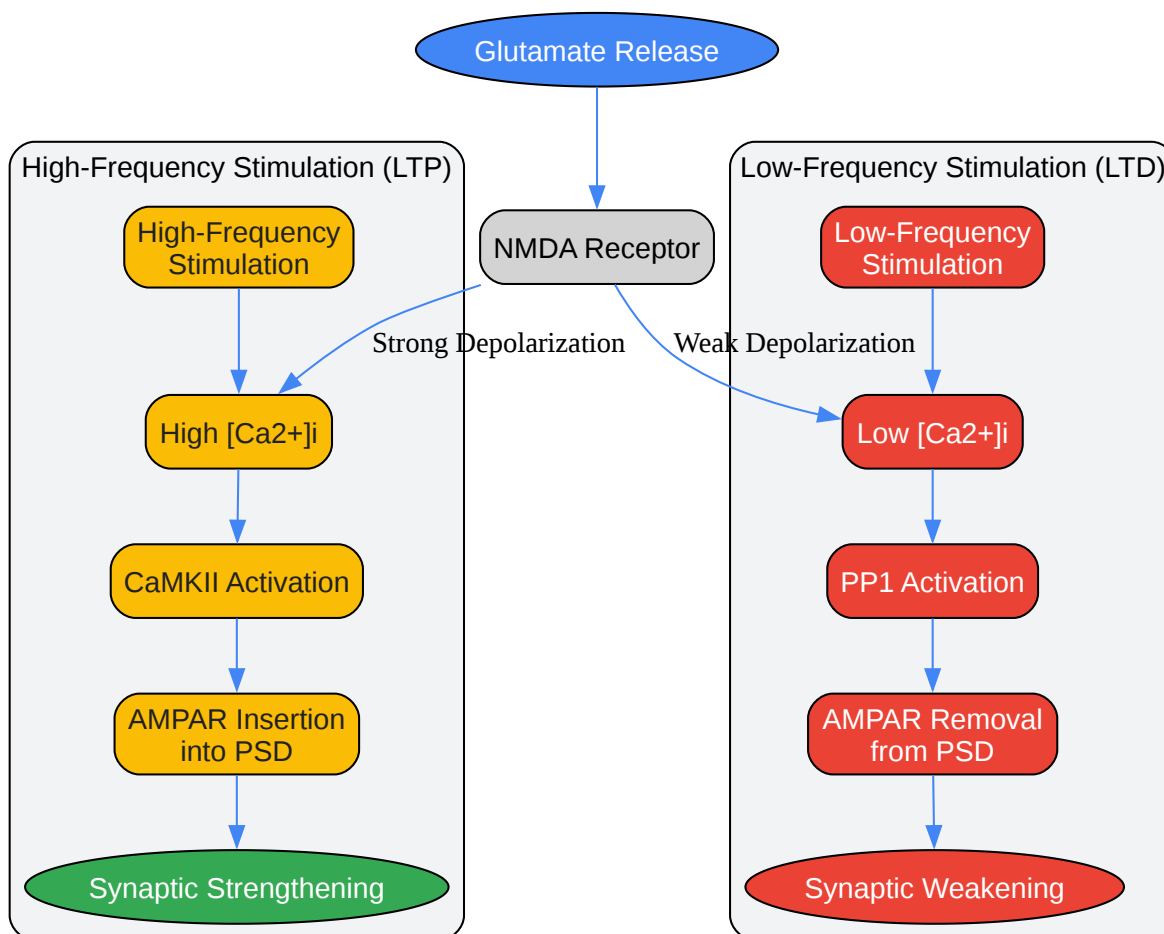 Glutamate Release
High-Frequency Stimulation (LTP)
Low-Frequency Stimulation (LTD)
High-Frequency
Stimulation
NMDA Receptor
Low-Frequency
Stimulation
Strong Depolarization
Weak Depolarization
High [Ca2+]i
Low [Ca2+]i
CaMKII Activation
PP1 Activation
AMPAR Insertion
into PSD
AMPAR Removal
from PSD
Synaptic Strengthening
Synaptic Weakening